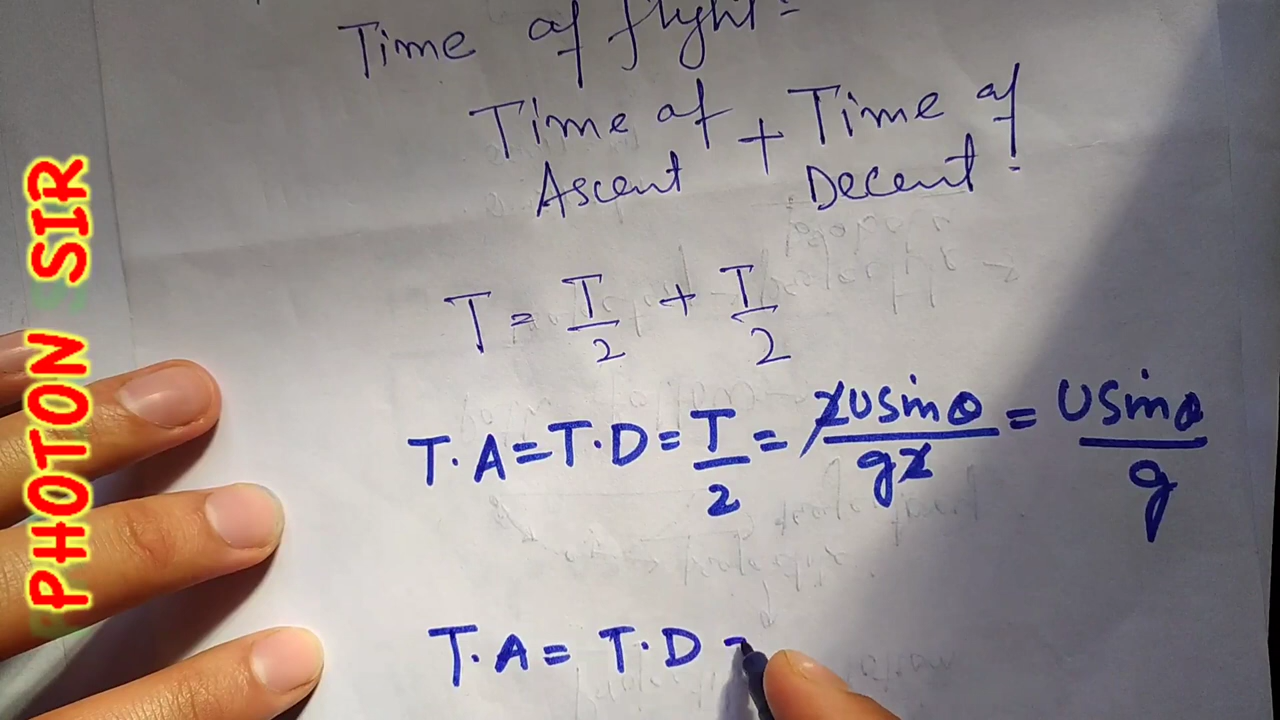 Time of flight =
Time of + Time of
Ascent Decent.
T = T/2 + T/2
T.A = T.D = T/2 = 2usinθ/g2 = usinθ/g
T.A = T.D =
PHOTON SIR